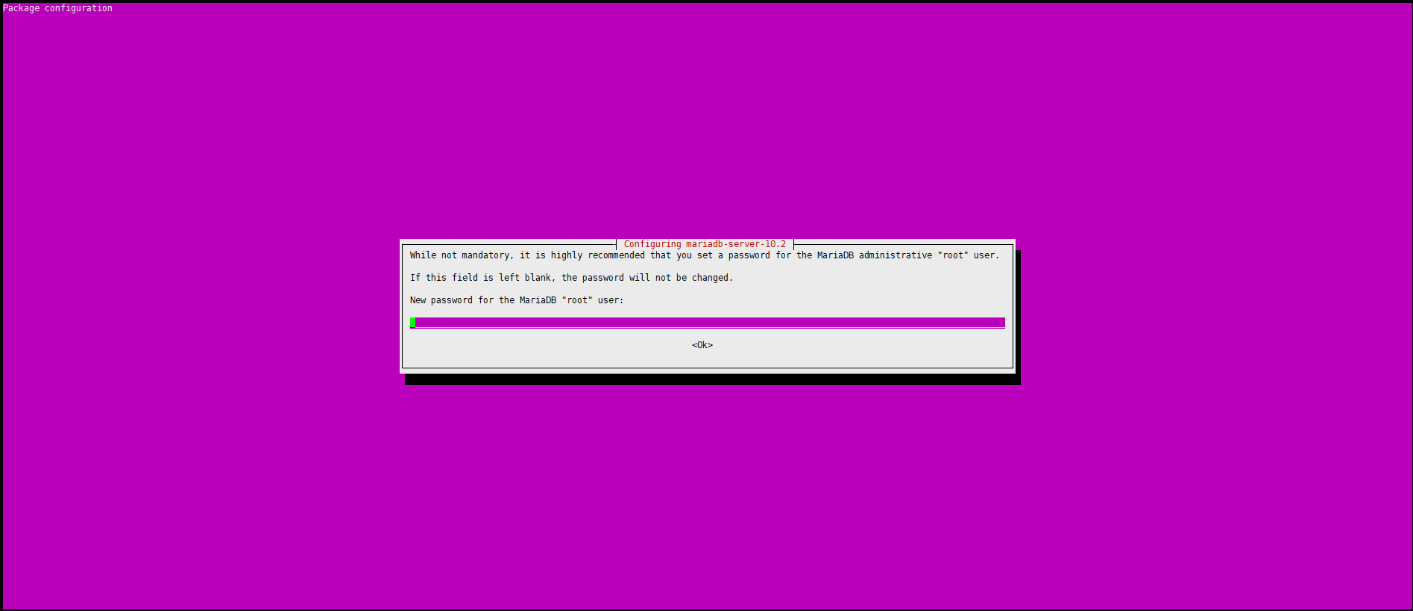 Package configuration
Configuring mariadb-server-10.2
While not mandatory, it is highly recommended that you set a password for the MariaDB administrative "root" user.
If this field is left blank, the password will not be changed.
New password for the MariaDB "root" user:
<Ok>